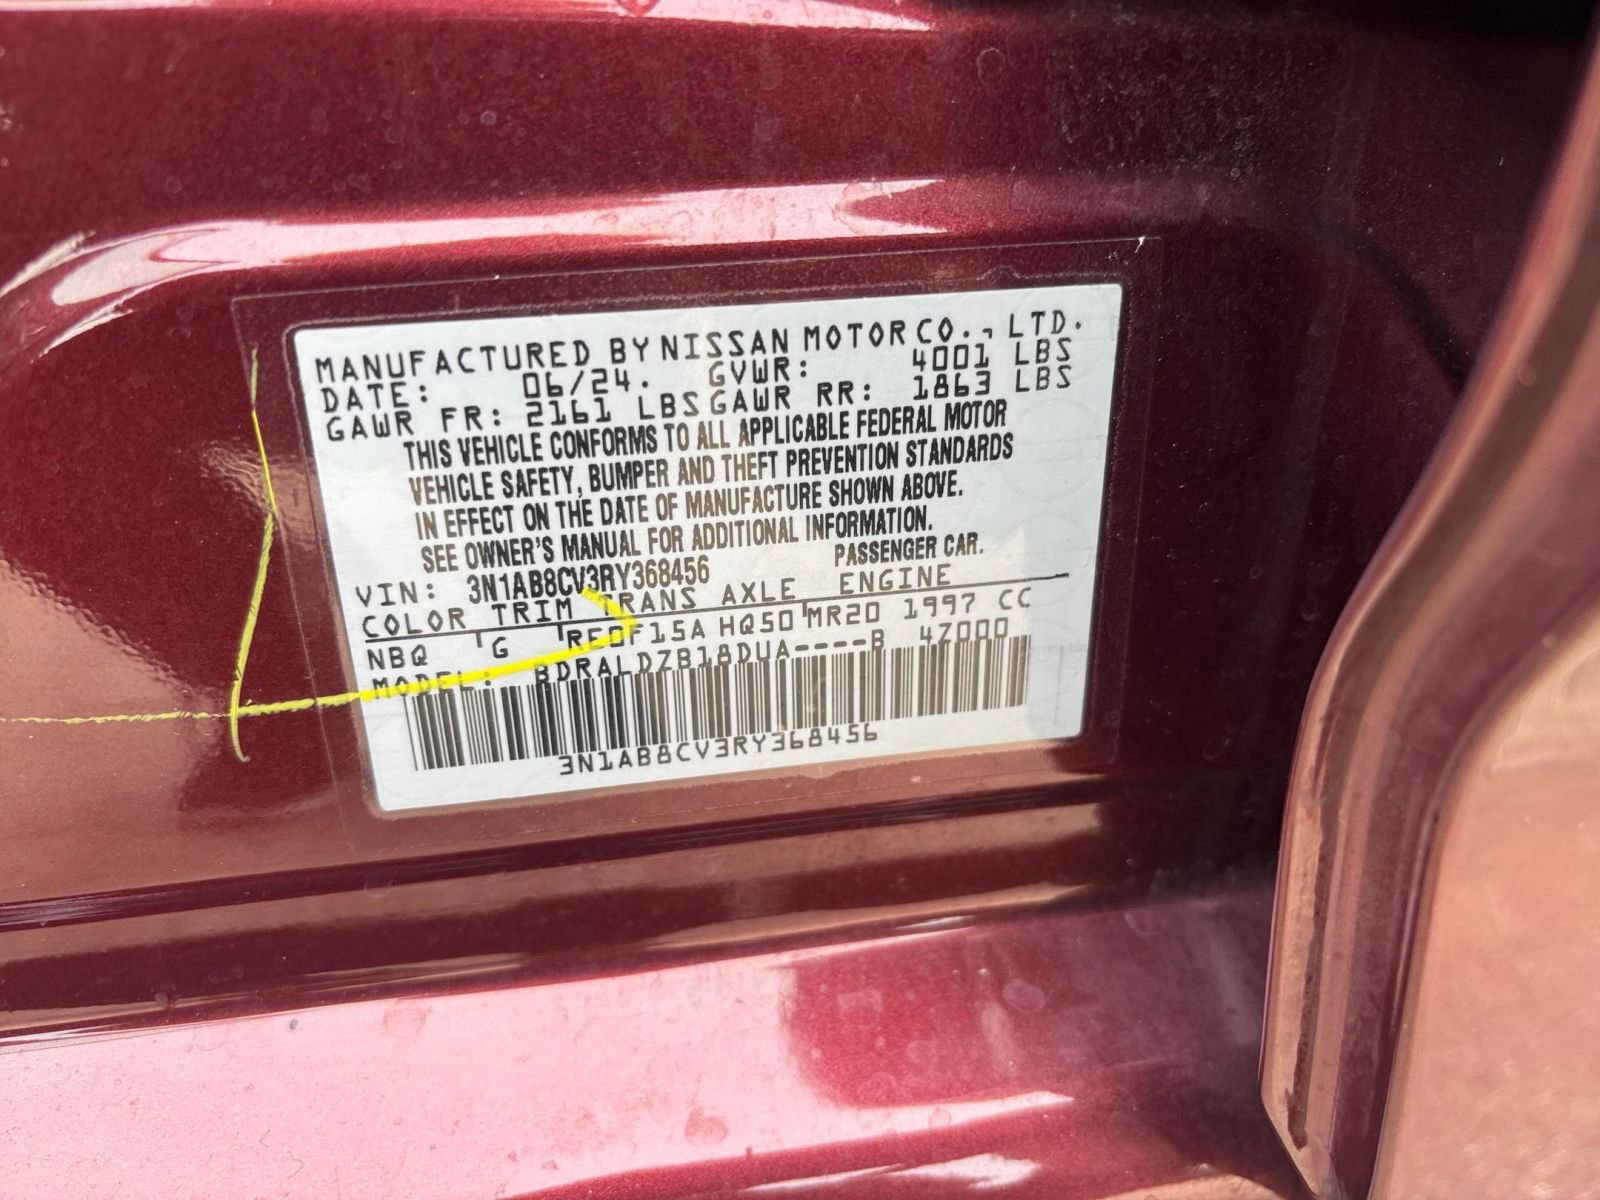 MANUFACTURED BY NISSAN MOTOR CO., LTD.
DATE: 06/24. GVWR: 4001 LBS
GAWR FR: 2161 LBS GAWR RR: 1863 LBS
THIS VEHICLE CONFORMS TO ALL APPLICABLE FEDERAL MOTOR
VEHICLE SAFETY, BUMPER AND THEFT PREVENTION STANDARDS
IN EFFECT ON THE DATE OF MANUFACTURE SHOWN ABOVE.
SEE OWNER'S MANUAL FOR ADDITIONAL INFORMATION.
VIN: 3N1AB8CV3RY368456 PASSENGER CAR.
COLOR TRIM TRANS AXLE ENGINE
NBQ G RE0F15A HQ50 MR20 1997 CC
MODEL: BDRALDZB18DUA----B 4Z000
3N1AB8CV3RY368456